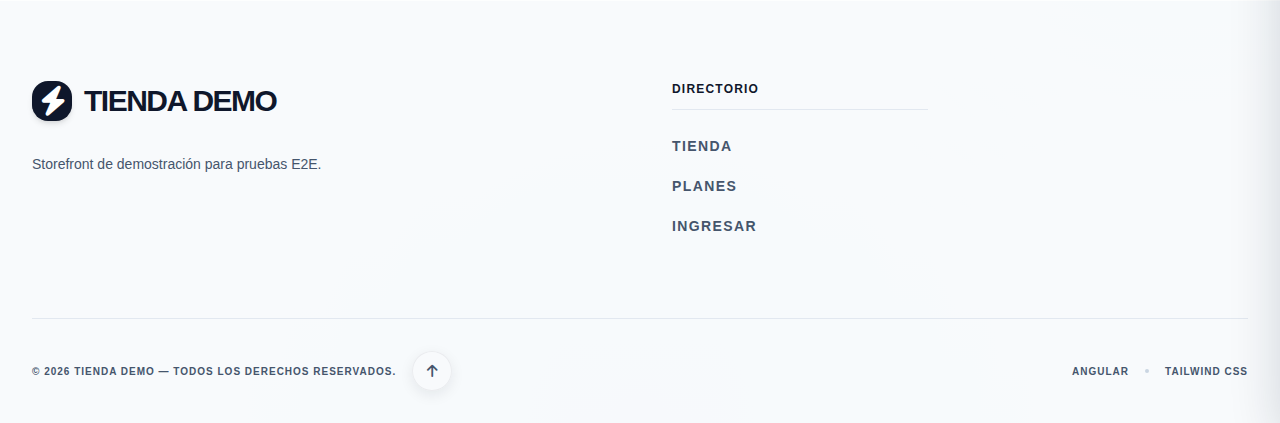 TIENDA DEMO
Storefront de demostración para pruebas E2E.
DIRECTORIO
TIENDA
PLANES
INGRESAR
© 2026 TIENDA DEMO — TODOS LOS DERECHOS RESERVADOS.
ANGULAR • TAILWIND CSS